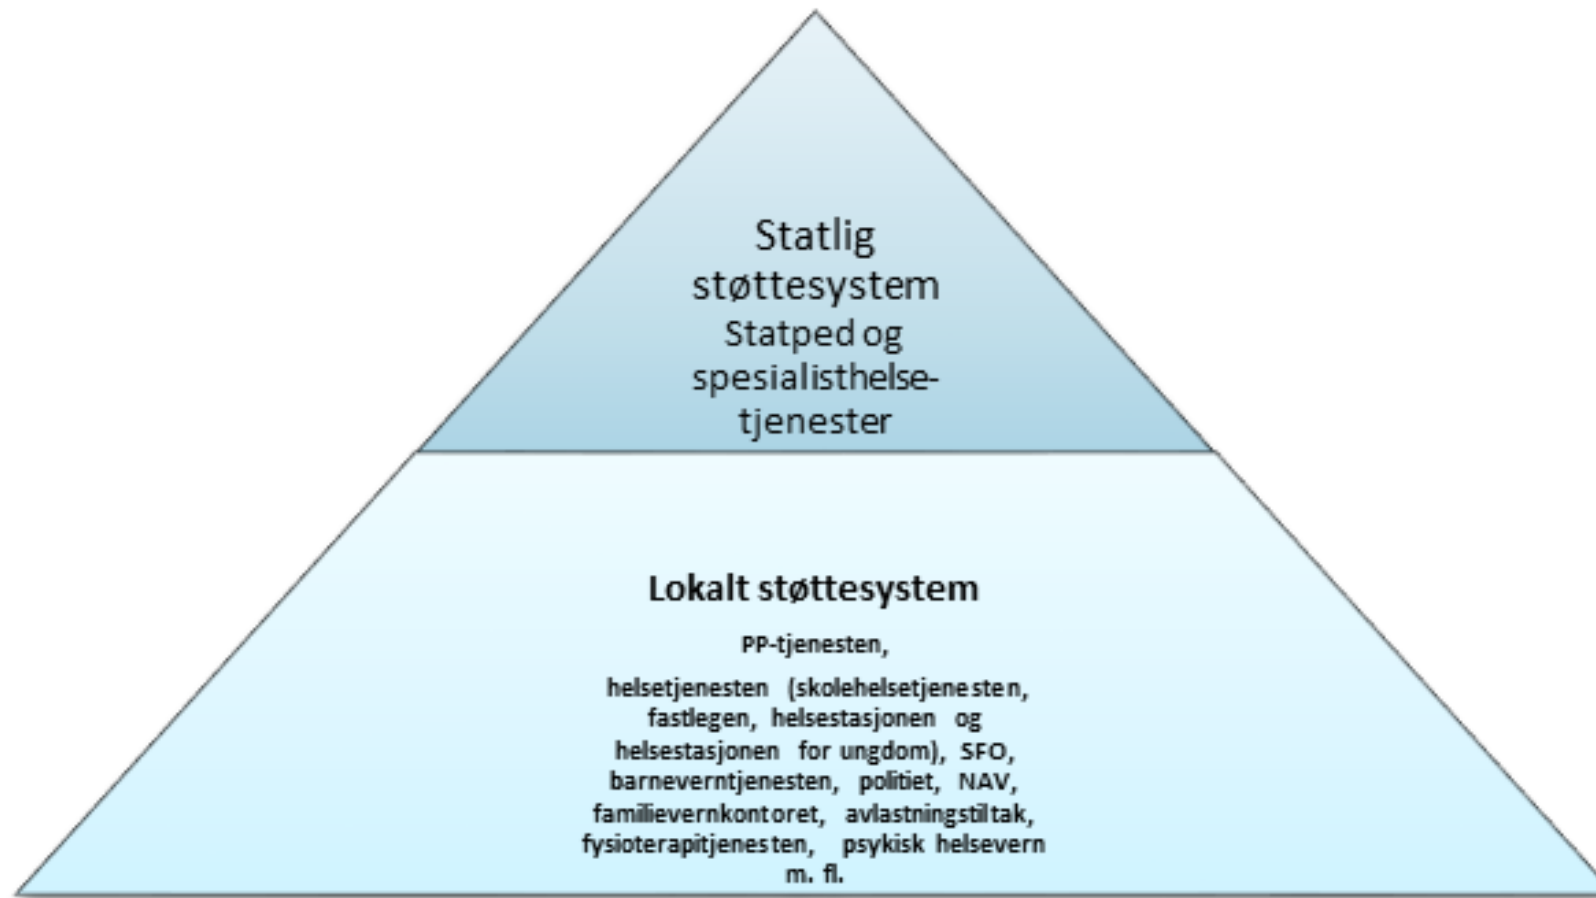 Statlig
støttesystem
Statped og
spesialisthelse-
tjenester
Lokalt støttesystem
PP-tjenesten,
helsetjenesten (skolehelsetjenesten,
fastlegen, helsestasjonen og
helsestasjonen for ungdom), SFO,
barneverntjenesten, politiet, NAV,
familievernkontoret, avlastningstiltak,
fysioterapitjenesten, psykisk helsevern
m. fl.